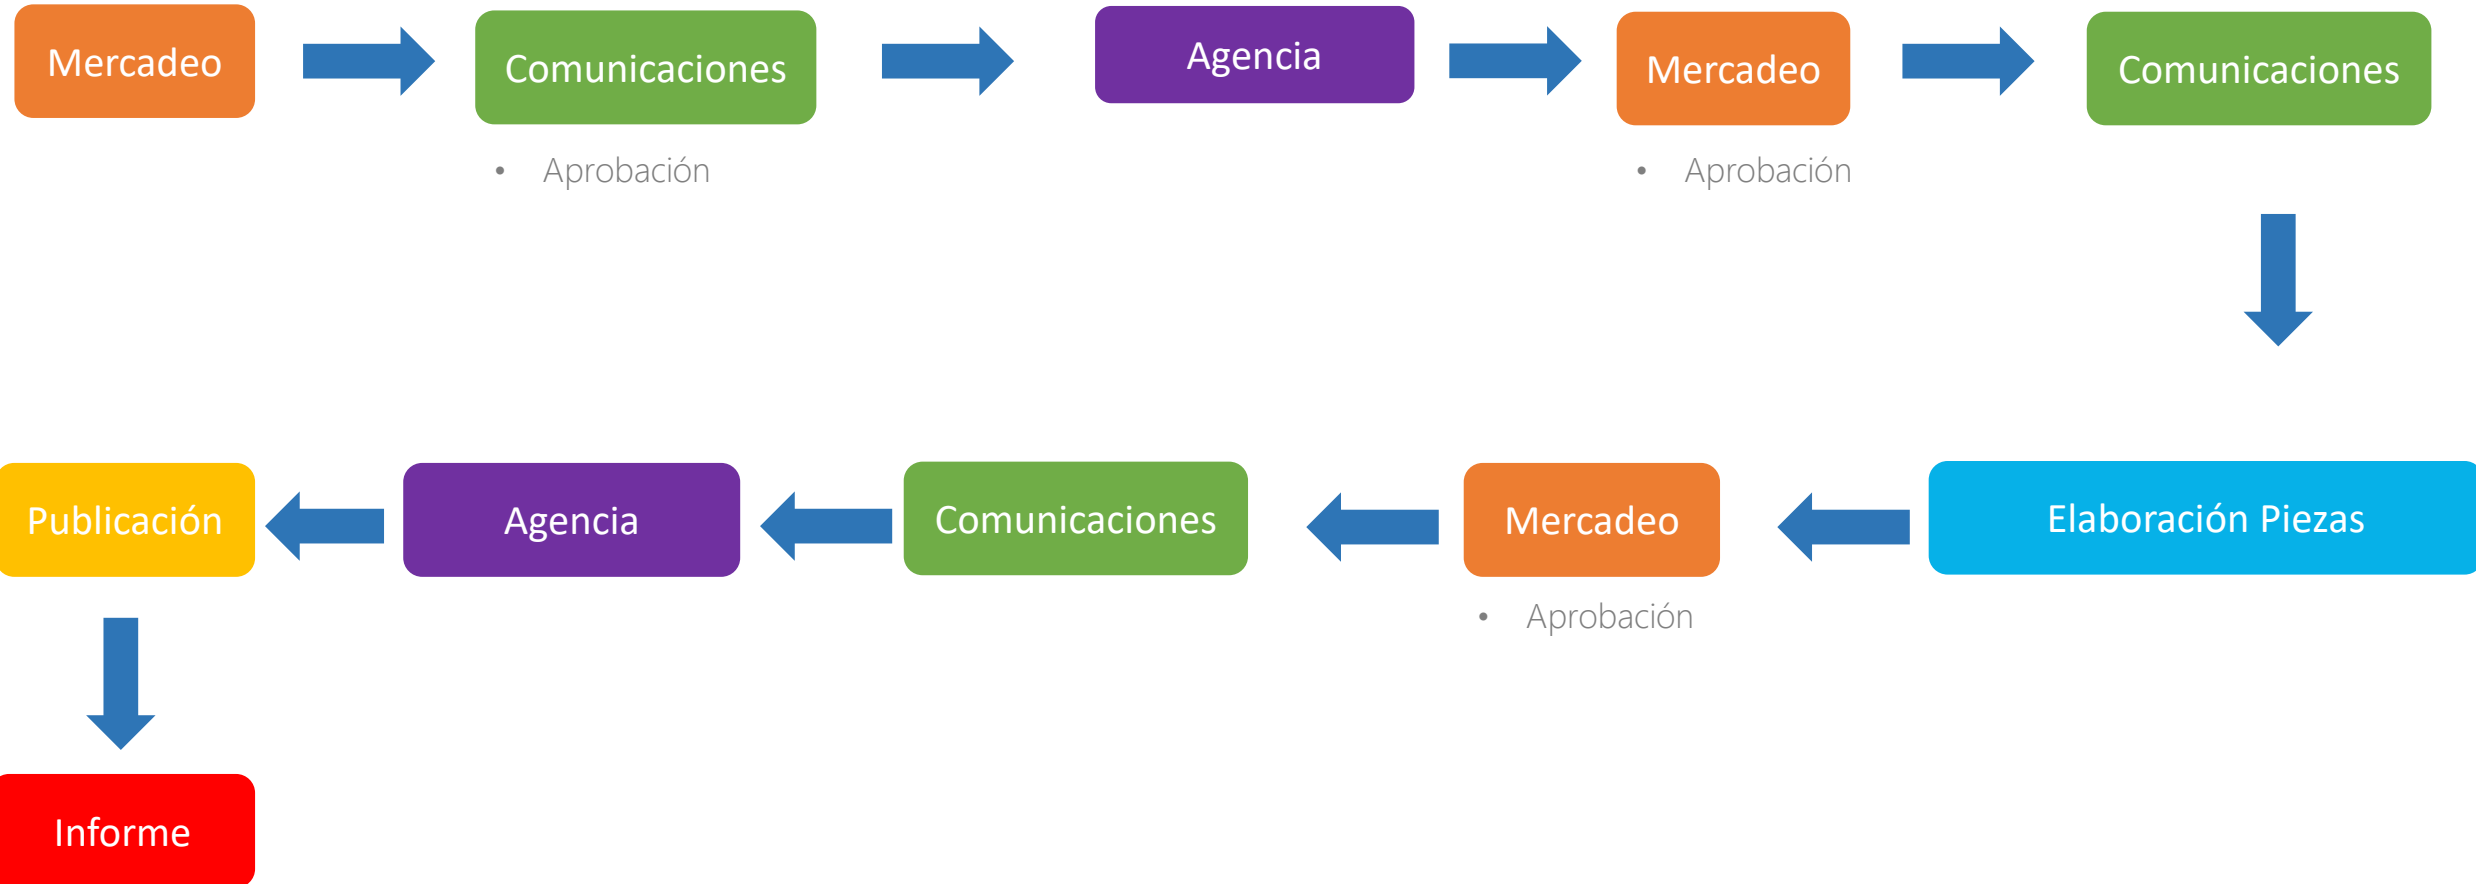 Mercadeo
Comunicaciones
Agencia
Mercadeo
Comunicaciones
• Aprobación
• Aprobación
Elaboración Piezas
Mercadeo
Comunicaciones
Agencia
Publicación
• Aprobación
Informe